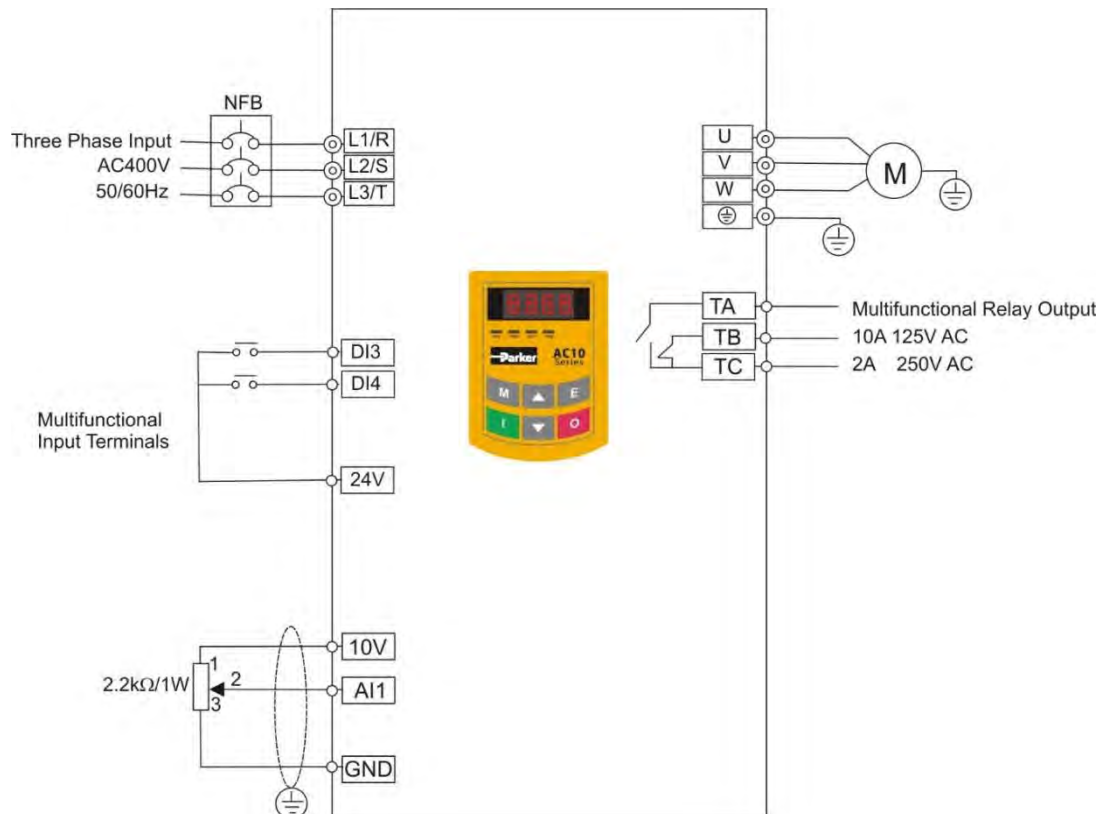 NFB
Three Phase Input
AC400V
50/60Hz
L1/R
L2/S
L3/T
U
V
W
M
DI3
DI4
Multifunctional
Input Terminals
24V
Parker
AC10
Series
M
E
I
O
TA
TB
TC
Multifunctional Relay Output
10A 125V AC
2A 250V AC
10V
1
2.2kΩ/1W
2
3
AI1
GND